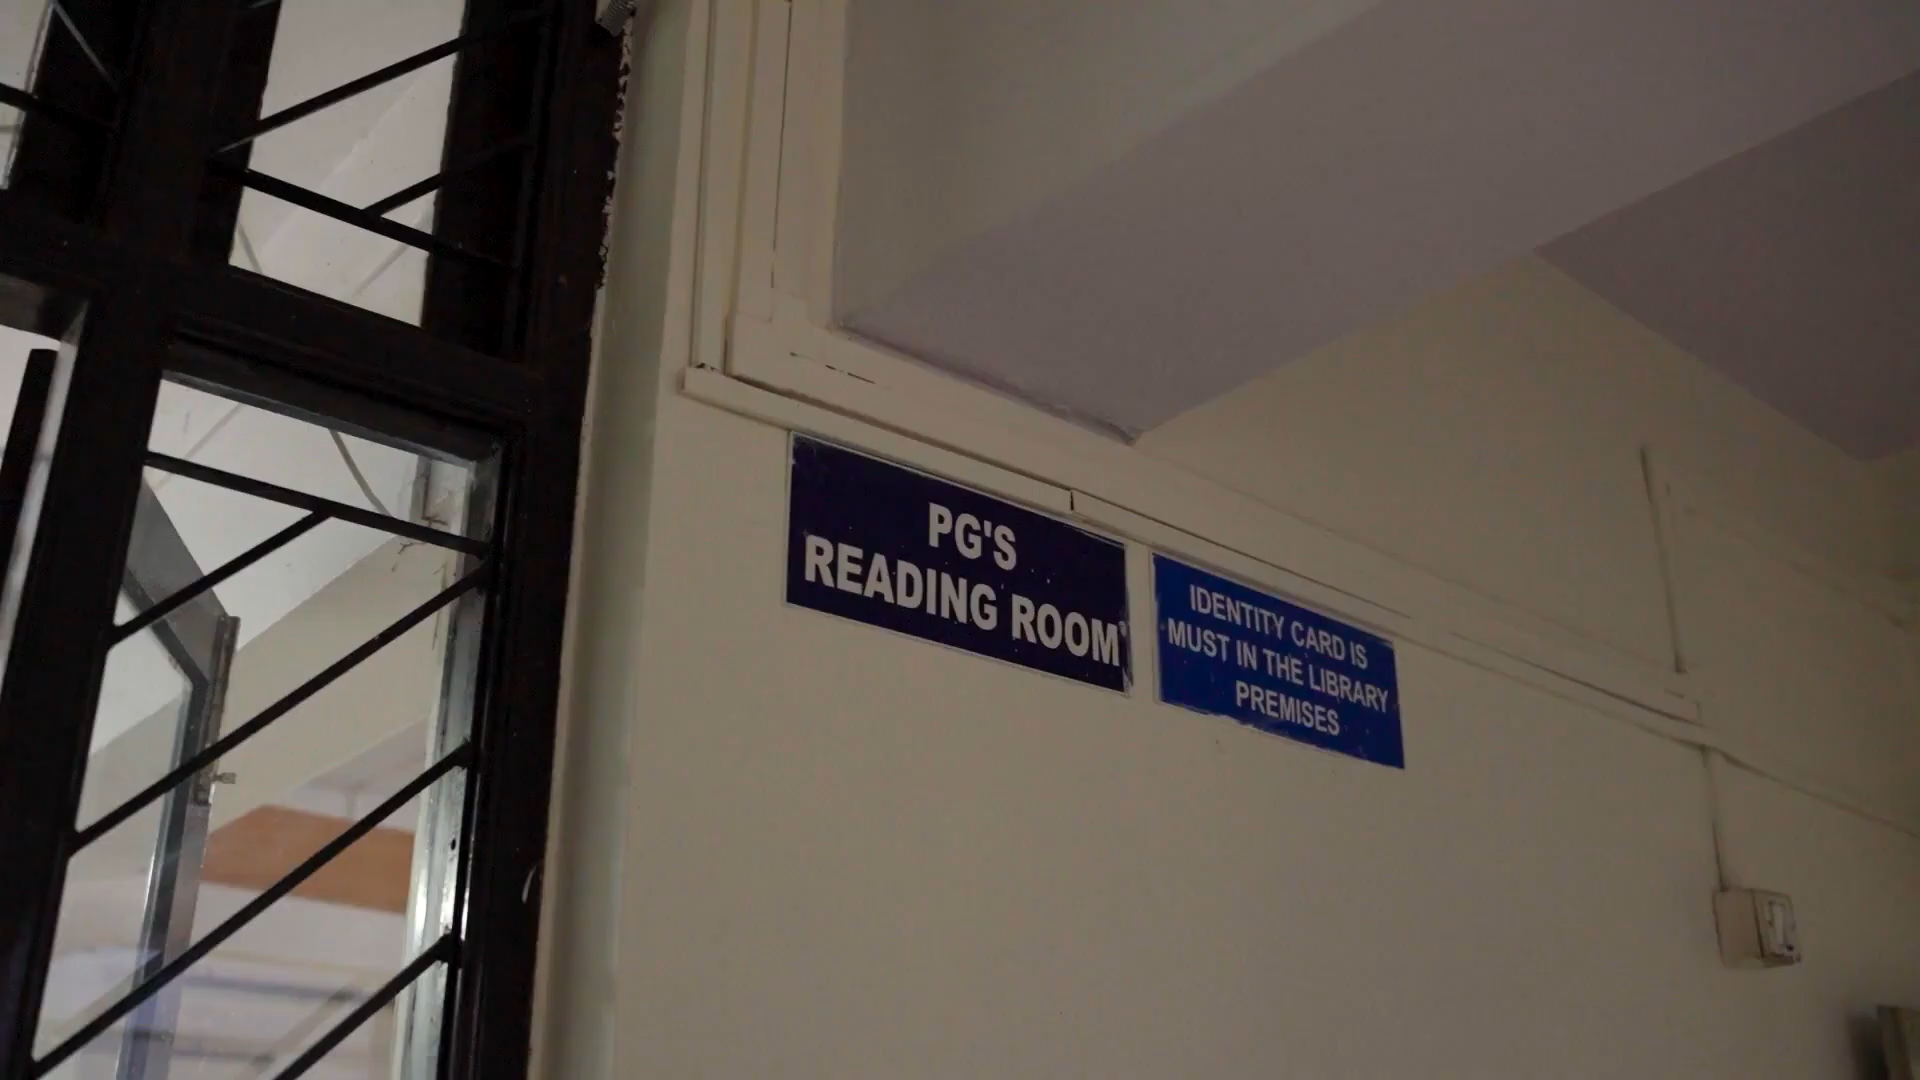 PG'S
READING ROOM
IDENTITY CARD IS
MUST IN THE LIBRARY
PREMISES